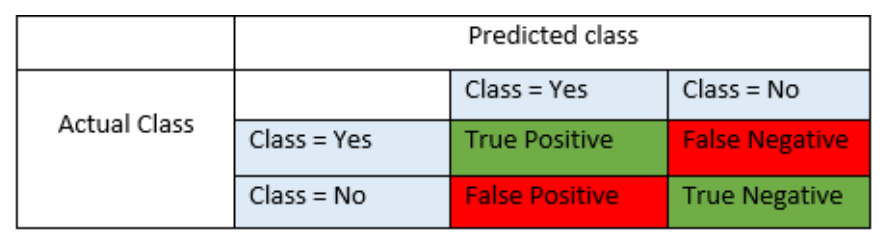 Predicted class
Class = Yes Class = No
Actual Class
Class = Yes True Positive False Negative
Class = No False Positive True Negative